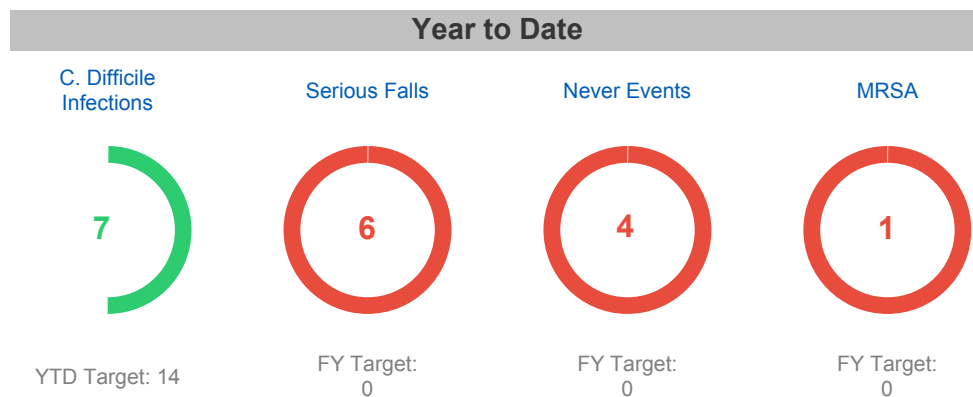 Year to Date
C. Difficile
Infections
Serious Falls
Never Events
MRSA
7
6
4
1
YTD Target: 14
FY Target:
0
FY Target:
0
FY Target:
0